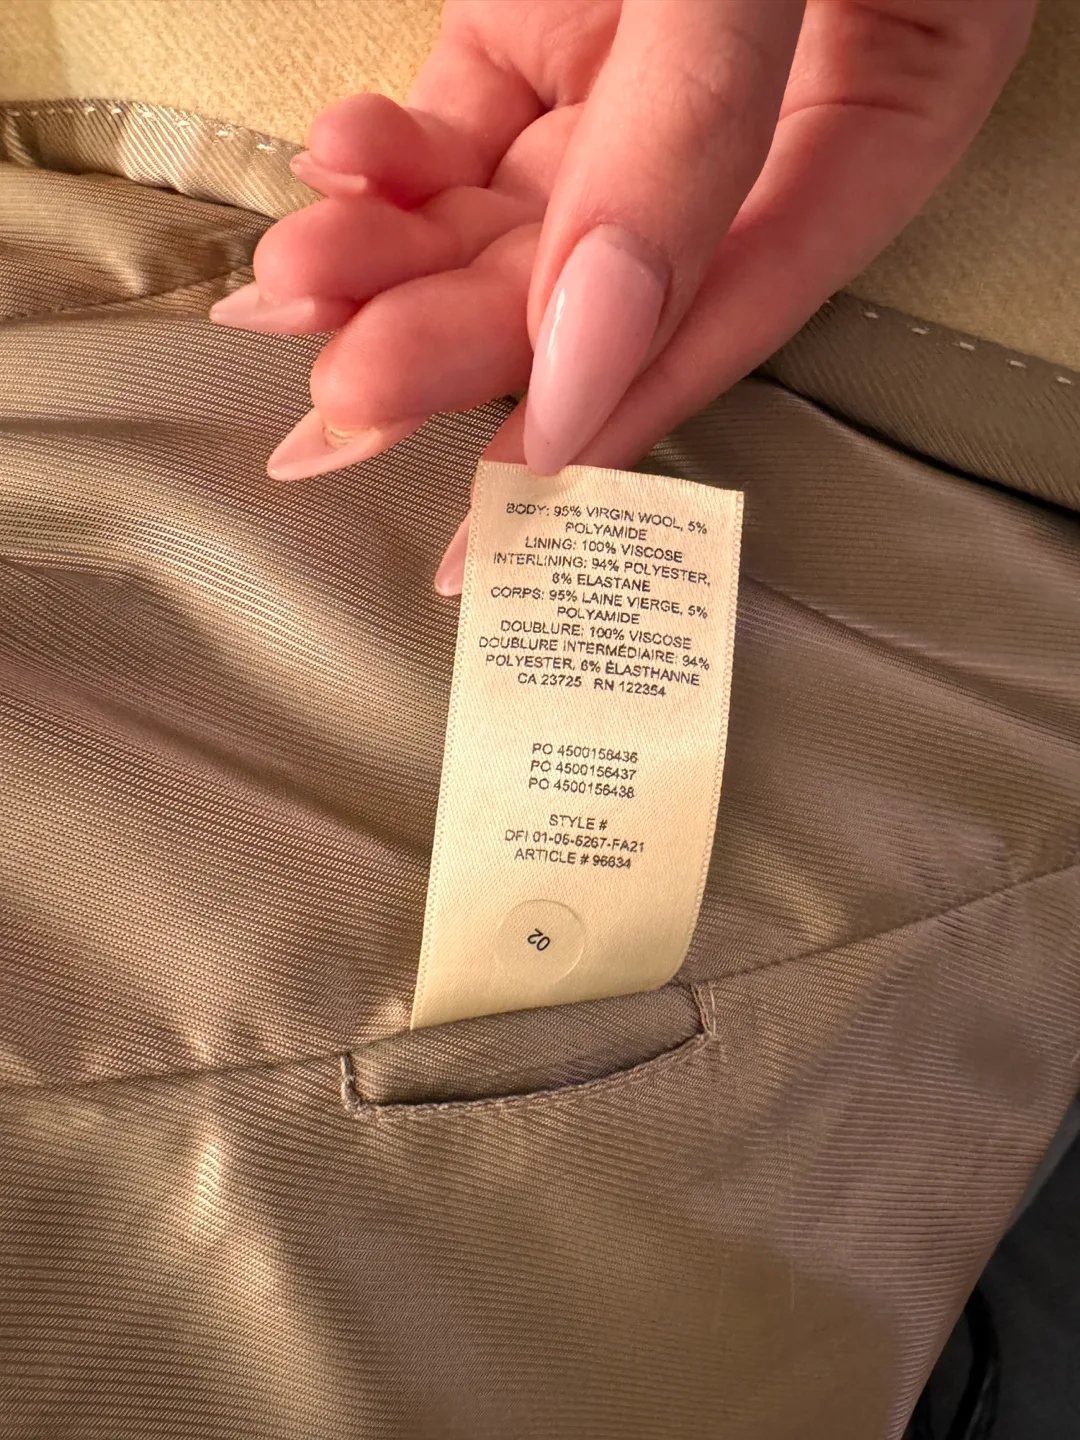 BODY: 95% VIRGIN WOOL, 5%
POLYAMIDE
LINING: 100% VISCOSE
INTERLINING: 94% POLYESTER,
6% ELASTANE
CORPS: 95% LAINE VIERGE, 5%
POLYAMIDE
DOUBLURE: 100% VISCOSE
DOUBLURE INTERMÉDIAIRE: 94%
POLYESTER, 6% ÉLASTHANNE
CA 23725 RN 122354
PO 4500156436
PO 4500156437
PO 4500156438
STYLE #
DFI 01-05-5267-FA21
ARTICLE # 96634
02